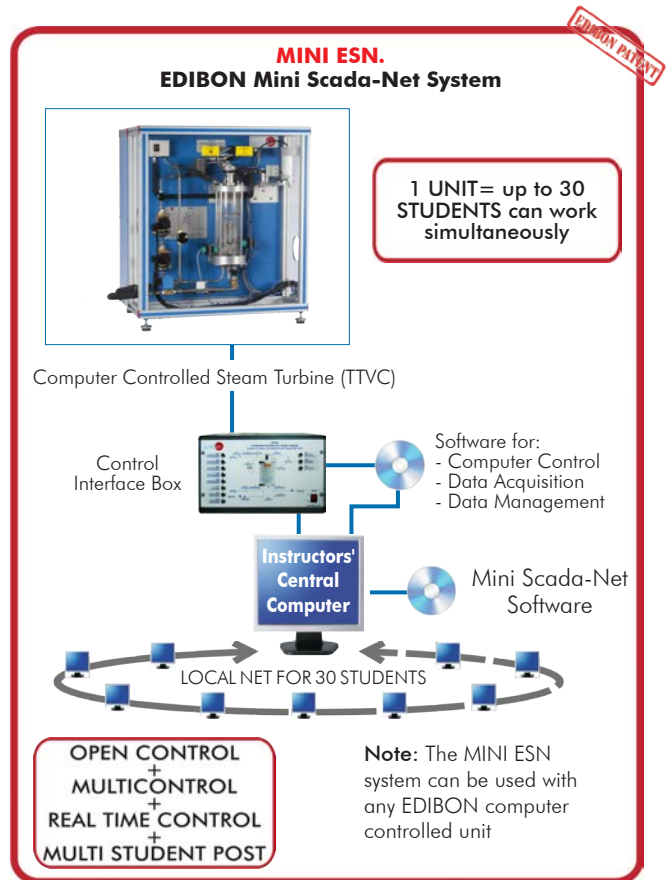 EDIBON PATENT
MINI ESN.
EDIBON Mini Scada-Net System
1 UNIT= up to 30
STUDENTS can work
simultaneously
Computer Controlled Steam Turbine (TTVC)
Control
Interface Box
Software for:
- Computer Control
- Data Acquisition
- Data Management
Instructors'
Central
Computer
Mini Scada-Net
Software
LOCAL NET FOR 30 STUDENTS
OPEN CONTROL
+
MULTICONTROL
+
REAL TIME CONTROL
+
MULTI STUDENT POST
Note: The MINI ESN
system can be used with
any EDIBON computer
controlled unit